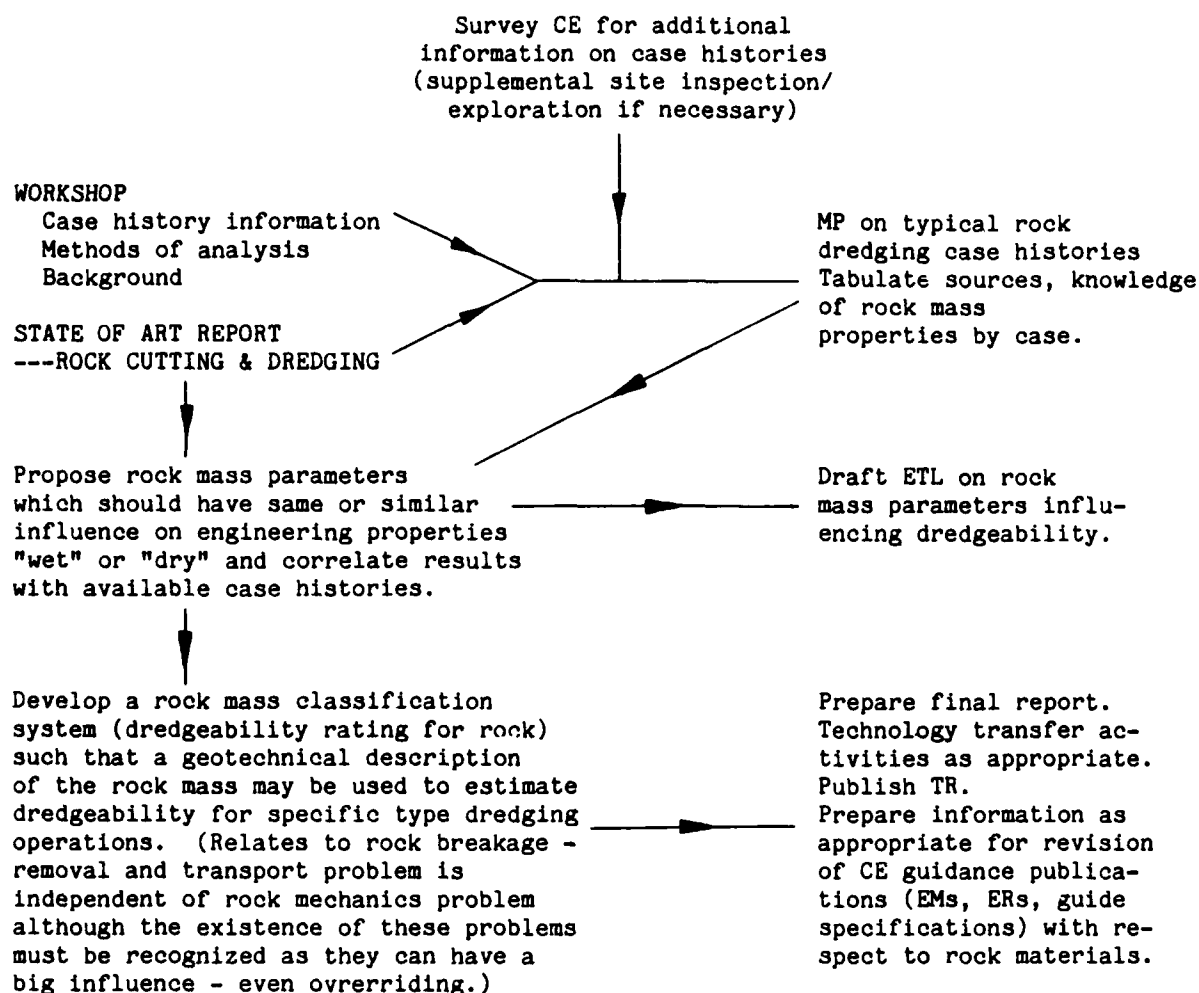 Survey CE for additional
information on case histories
(supplemental site inspection/
exploration if necessary)
WORKSHOP
Case history information
Methods of analysis
Background
MP on typical rock
dredging case histories
Tabulate sources, knowledge
of rock mass
properties by case.
STATE OF ART REPORT
---ROCK CUTTING & DREDGING
Propose rock mass parameters
which should have same or similar
influence on engineering properties
"wet" or "dry" and correlate results
with available case histories.
Draft ETL on rock
mass parameters influ-
encing dredgeability.
Develop a rock mass classification
system (dredgeability rating for rock)
such that a geotechnical description
of the rock mass may be used to estimate
dredgeability for specific type dredging
operations. (Relates to rock breakage -
removal and transport problem is
independent of rock mechanics problem
although the existence of these problems
must be recognized as they can have a
big influence - even ovrerriding.)
Prepare final report.
Technology transfer ac-
tivities as appropriate.
Publish TR.
Prepare information as
appropriate for revision
of CE guidance publica-
tions (EMs, ERs, guide
specifications) with re-
spect to rock materials.